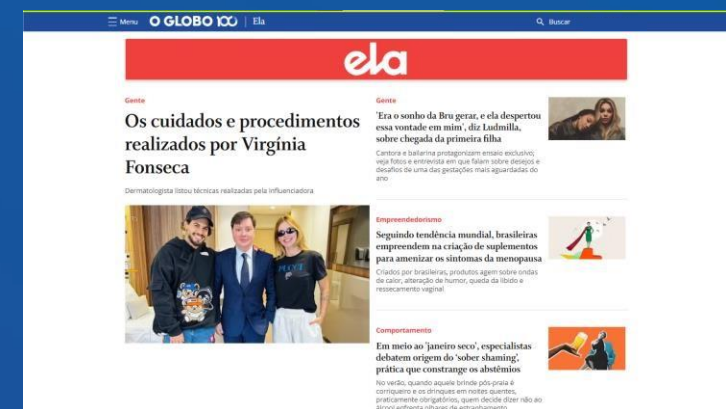 Menu O GLOBO 100 | Ela Buscar
ela
Gente
Os cuidados e procedimentos
realizados por Virgínia
Fonseca
Dermatologista listou técnicas realizadas pela influenciadora
Gente
'Era o sonho da Bru gerar, e ela despertou
essa vontade em mim', diz Ludmilla,
sobre chegada da primeira filha
Cantora e bailarina protagonizam ensaio exclusivo;
veja fotos e entrevista em que falam sobre desejos e
desafios de uma das gestações mais aguardadas do
ano
Empreendedorismo
Seguindo tendência mundial, brasileiras
empreendem na criação de suplementos
para amenizar os sintomas da menopausa
Criados por brasileiras, produtos agem sobre ondas
de calor, alteração de humor, queda da libido e
ressecamento vaginal
Comportamento
Em meio ao 'janeiro seco', especialistas
debatem origem do 'sober shaming',
prática que constrange os abstêmios
No verão, quando aquele brinde pós-praia é
corriqueiro e os drinques em noites quentes,
praticamente obrigatórios, quem decide dizer não ao
álcool enfrenta olhares de estranhamento